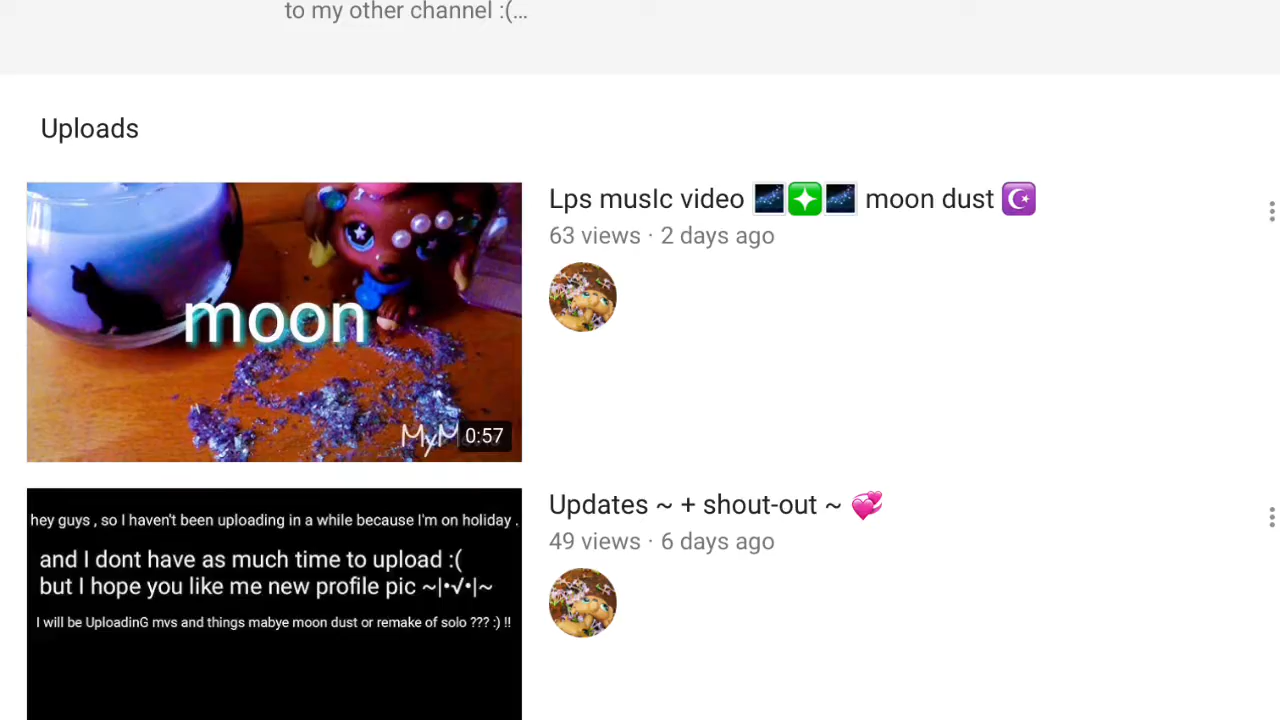 to my other channel :(...
Uploads
Lps musIc video 🌌❇️🌌 moon dust ☪️
63 views · 2 days ago
moon
MyM
0:57
Updates ~ + shout-out ~ 💞
49 views · 6 days ago
hey guys , so I haven't been uploading in a while because I'm on holiday .
and I dont have as much time to upload :(
but I hope you like me new profile pic ~|•√•|~
I will be UploadinG mvs and things mabye moon dust or remake of solo ??? :) !!